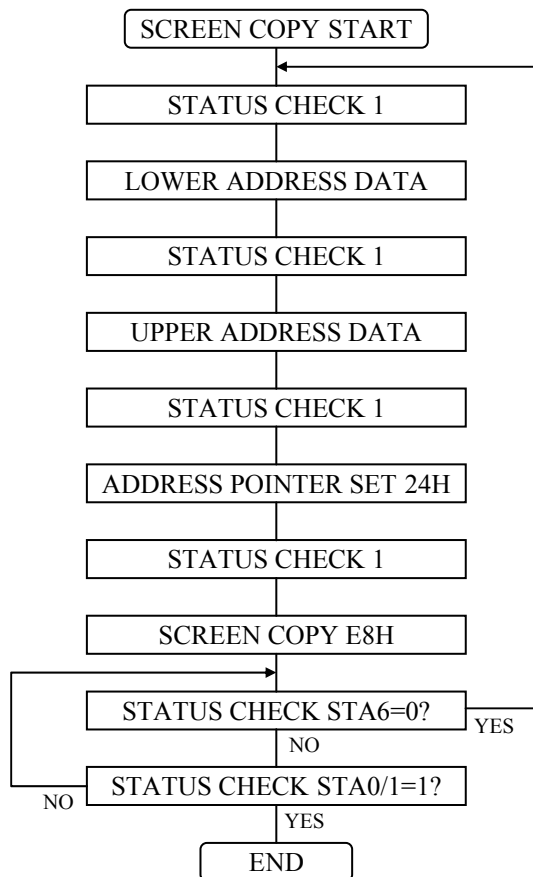 SCREEN COPY START
STATUS CHECK 1
LOWER ADDRESS DATA
STATUS CHECK 1
UPPER ADDRESS DATA
STATUS CHECK 1
ADDRESS POINTER SET 24H
STATUS CHECK 1
SCREEN COPY E8H
STATUS CHECK STA6=0?
YES
NO
STATUS CHECK STA0/1=1?
NO
YES
END